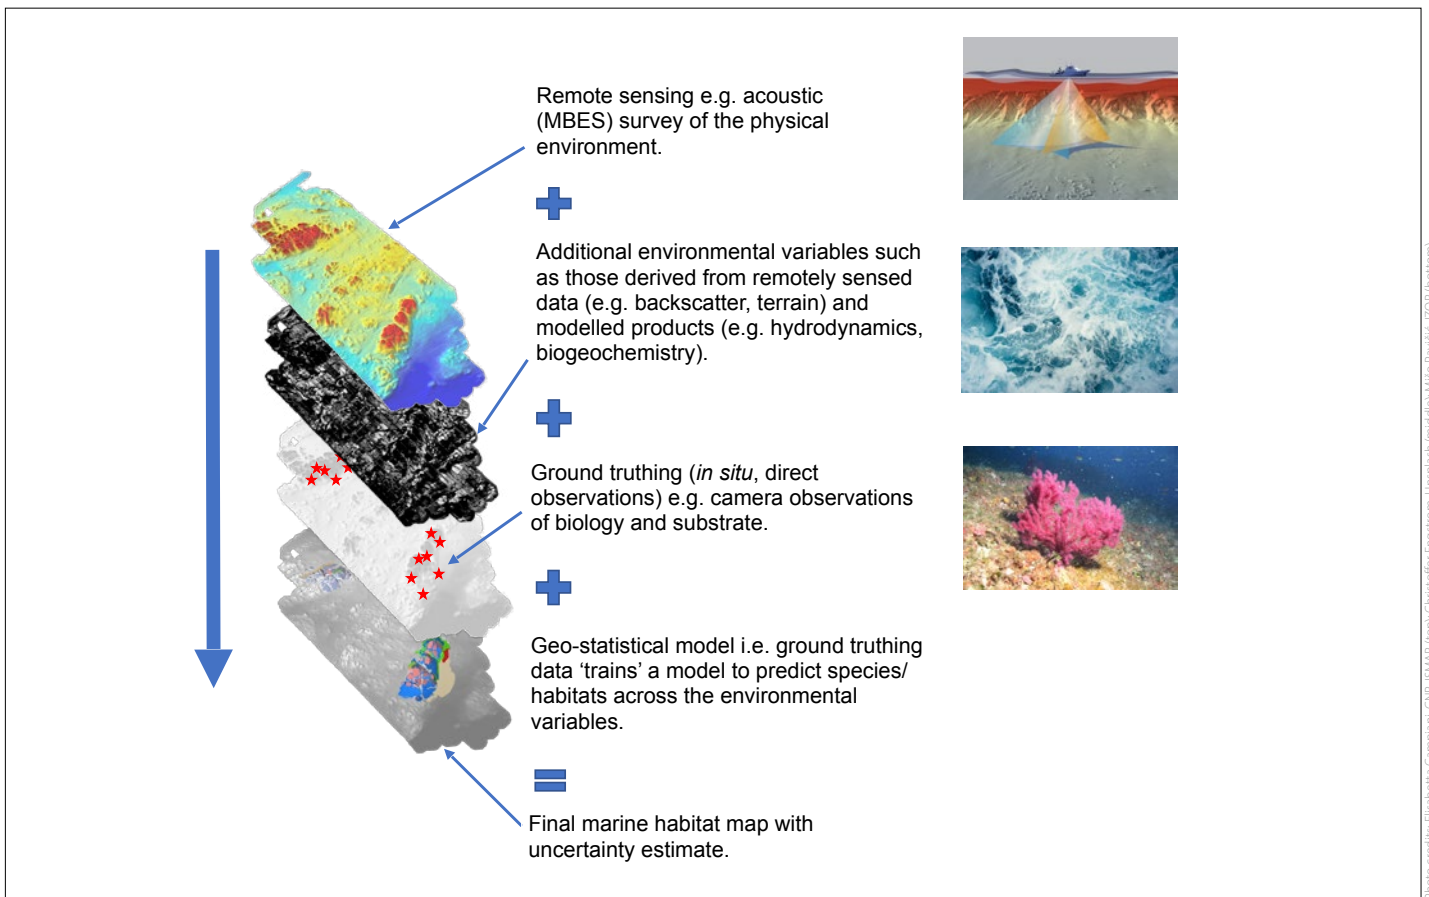 Remote sensing e.g. acoustic
(MBES) survey of the physical
environment.
Additional environmental variables such
as those derived from remotely sensed
data (e.g. backscatter, terrain) and
modelled products (e.g. hydrodynamics,
biogeochemistry).
Ground truthing (in situ, direct
observations) e.g. camera observations
of biology and substrate.
Geo-statistical model i.e. ground truthing
data ‘trains’ a model to predict species/
habitats across the environmental
variables.
Final marine habitat map with
uncertainty estimate.